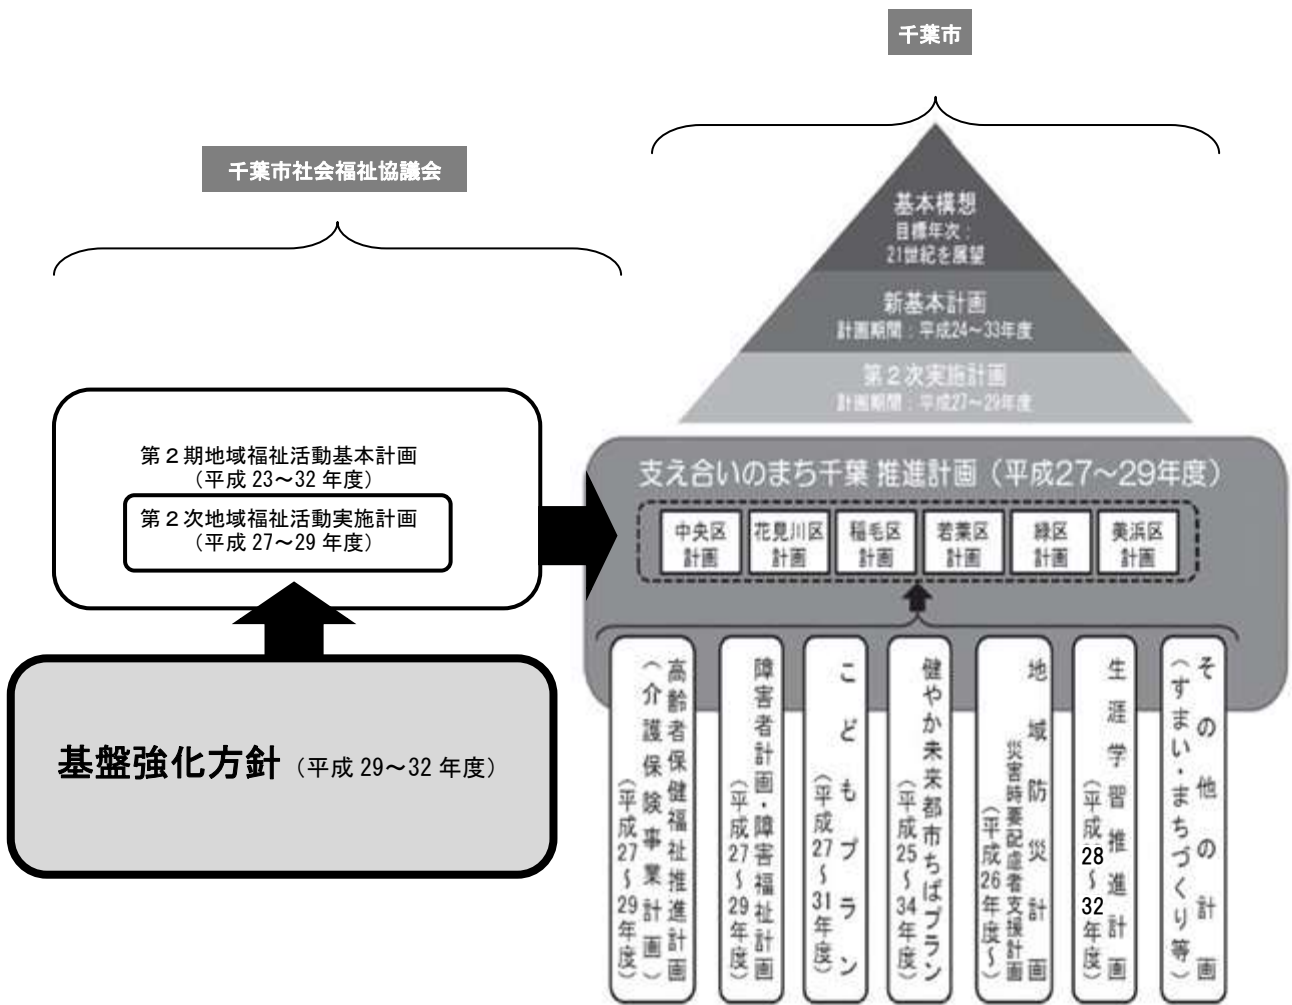 千葉市
千葉市社会福祉協議会
基本構想
目標年次：
21世紀を展望
新基本計画
計画期間：平成24～33年度
第２次実施計画
計画期間：平成27～29年度
第２期地域福祉活動基本計画
（平成 23～32 年度）
第２次地域福祉活動実施計画
（平成 27～29 年度）
基盤強化方針（平成 29～32 年度）
支え合いのまち千葉 推進計画（平成27～29年度）
中央区
計画
花見川区
計画
稲毛区
計画
若葉区
計画
緑区
計画
美浜区
計画
高齢者保健福祉推進計画
（介護保険事業計画）
（平成27～29年度）
障害者計画・障害福祉計画
（平成27～29年度）
こどもプラン
（平成27～31年度）
健やか未来都市ちばプラン
（平成25～34年度）
地域防災計画
災害時要配慮者支援計画
（平成26年度～）
生涯学習推進計画
（平成28～32年度）
その他の計画
（すまい・まちづくり等）